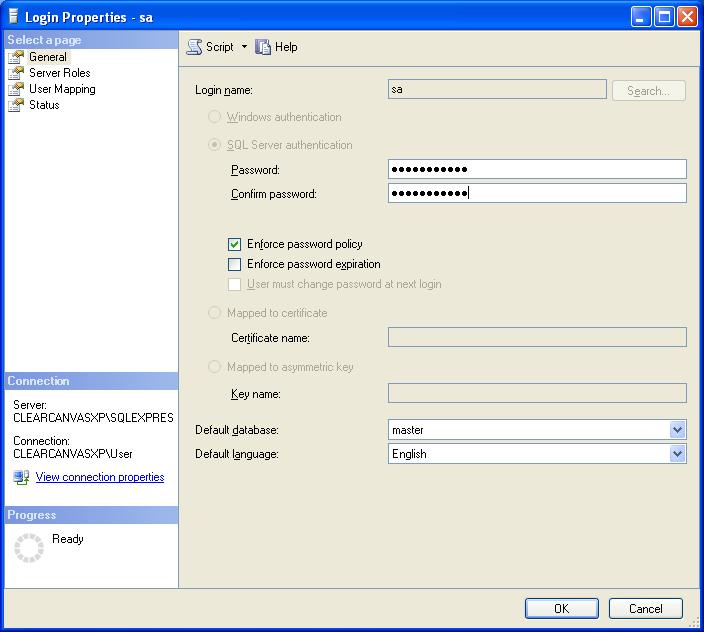 Login Properties - sa
Select a page
General
Server Roles
User Mapping
Status
Script
Help
Login name:
sa
Search...
Windows authentication
SQL Server authentication
Password:
●●●●●●●●●●●
Confirm password:
●●●●●●●●●●●
Enforce password policy
Enforce password expiration
User must change password at next login
Mapped to certificate
Certificate name:
Mapped to asymmetric key
Key name:
Default database:
master
Default language:
English
Connection
Server:
CLEARCANVASXP\SQLEXPRES
Connection:
CLEARCANVASXP\User
View connection properties
Progress
Ready
OK
Cancel